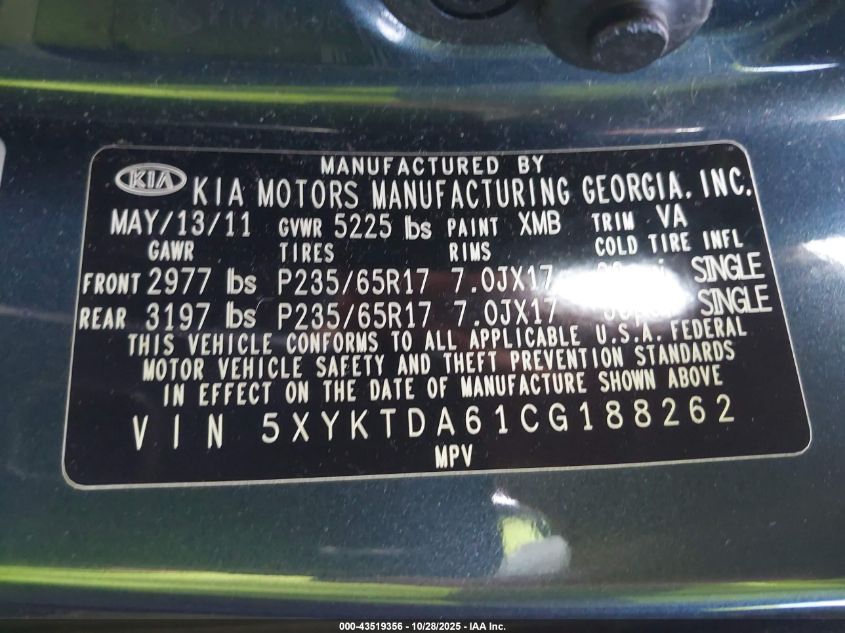 MANUFACTURED BY
KIA KIA MOTORS MANUFACTURING GEORGIA, INC.
MAY/13/11 GVWR 5225 lbs PAINT XMB TRIM VA
GAWR TIRES RIMS COLD TIRE INFL
FRONT 2977 lbs P235/65R17 7.0JX17 SINGLE
REAR 3197 lbs P235/65R17 7.0JX17 SINGLE
THIS VEHICLE CONFORMS TO ALL APPLICABLE U.S.A. FEDERAL
MOTOR VEHICLE SAFETY AND THEFT PREVENTION STANDARDS
IN EFFECT ON THE DATE OF MANUFACTURE SHOWN ABOVE
VIN 5XYKTDA61CG188262
MPV
000-43519356 - 10/28/2025 - IAA Inc.